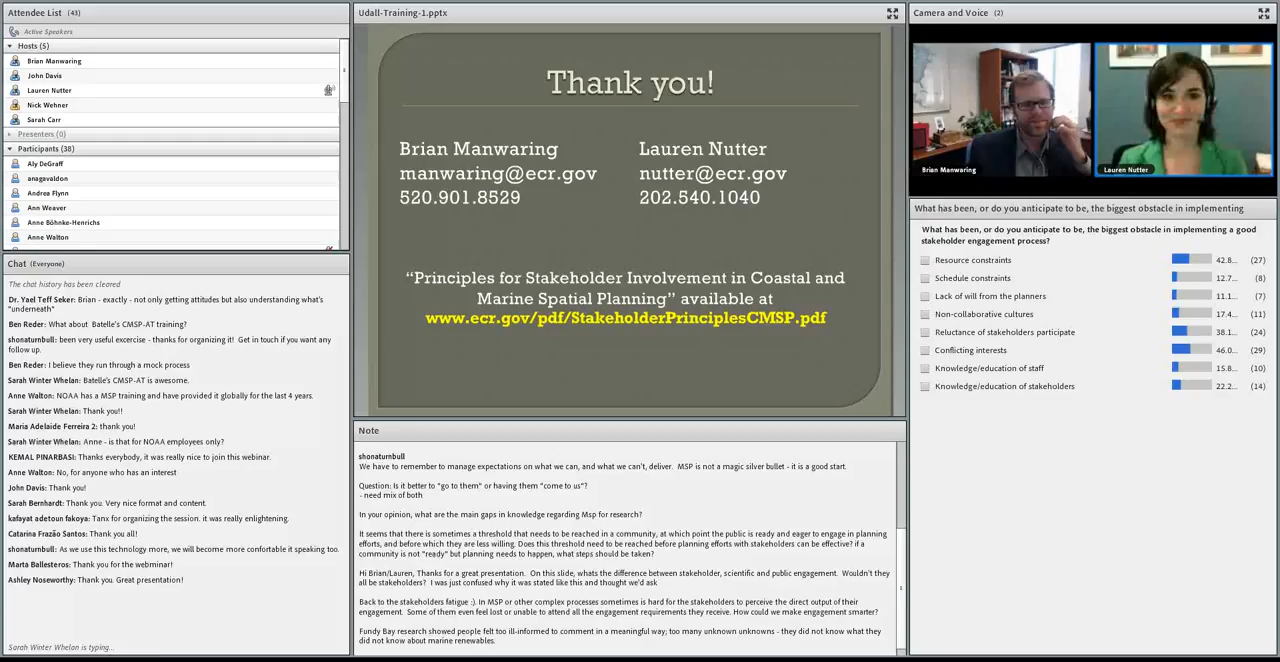 Attendee List (43)
Active Speakers
Hosts (5)
Brian Manwaring
John Davis
Lauren Nutter
Nick Wehner
Sarah Carr
Presenters (0)
Participants (38)
Aly DeGraff
anagavaldon
Andrea Flynn
Ann Weaver
Anne Böhnke-Henrichs
Anne Walton
Chat (Everyone)
The chat history has been cleared
Dr. Yael Teff Seker: Brian - exactly - not only getting attitudes but also understanding what's
"underneath"
Ben Reder: What about  Batelle's CMSP-AT training?
shonaturnbull: been very useful excercise - thanks for organizing it!  Get in touch if you want any
follow up.
Ben Reder: I believe they run through a mock process
Sarah Winter Whelan: Batelle's CMSP-AT is awesome.
Anne Walton: NOAA has a MSP training and have provided it globally for the last 4 years.
Sarah Winter Whelan: Thank you!!
Maria Adelaide Ferreira 2: thank you!
Sarah Winter Whelan: Anne - is that for NOAA employees only?
KEMAL PINARBASI: Thanks everybody, it was really nice to join this webinar.
Anne Walton: No, for anyone who has an interest
John Davis: Thank you!
Sarah Bernhardt: Thank you. Very nice format and content.
kafayat adetoun fakoya: Tanx for organizing the session. it was really enlightening.
Catarina Frazão Santos: Thank you all!
shonaturnbull: As we use this technology more, we will become more comfortable it speaking too.
Marta Ballesteros: Thank you for the webminar!
Ashley Noseworthy: Thank you. Great presentation!
Sarah Winter Whelan is typing...
Udall-Training-1.pptx
Thank you!
Brian Manwaring
manwaring@ecr.gov
520.901.8529
Lauren Nutter
nutter@ecr.gov
202.540.1040
“Principles for Stakeholder Involvement in Coastal and
Marine Spatial Planning” available at
www.ecr.gov/pdf/StakeholderPrinciplesCMSP.pdf
Note
shonaturnbull
We have to remember to manage expectations on what we can, and what we can't, deliver.  MSP is not a magic silver bullet - it is a good start.
Question: Is it better to "go to them" or having them "come to us"?
- need mix of both
In your opinion, what are the main gaps in knowledge regarding Msp for research?
It seems that there is sometimes a threshold that needs to be reached in a community, at which point the public is ready and eager to engage in planning
efforts, and before which they are less willing. Does this threshold need to be reached before planning efforts with stakeholders can be effective? if a
community is not "ready" but planning needs to happen, what steps should be taken?
Hi Brian/Lauren, Thanks for a great presentation.  On this slide, whats the difference between stakeholder, scientific and public engagement.  Wouldn't they
all be stakeholders?  I was just confused why it was stated like this and thought we'd ask
Back to the stakeholders fatigue :). In MSP or other complex processes sometimes is hard for the stakeholders to perceive the direct output of their
engagement.  Some of them even feel lost or unable to attend all the engagement requirements they receive. How could we make engagement smarter?
Fundy Bay research showed people felt too ill-informed to comment in a meaningful way; too many unknown unknowns - they did not know what they
did not know about marine renewables.
Camera and Voice (2)
Brian Manwaring
Lauren Nutter
What has been, or do you anticipate to be, the biggest obstacle in implementing
What has been, or do you anticipate to be, the biggest obstacle in implementing a good
stakeholder engagement process?
Resource constraints 42.8... (27)
Schedule constraints 12.7... (8)
Lack of will from the planners 11.1... (7)
Non-collaborative cultures 17.4... (11)
Reluctance of stakeholders participate 38.1... (24)
Conflicting interests 46.0... (29)
Knowledge/education of staff 15.8... (10)
Knowledge/education of stakeholders 22.2... (14)